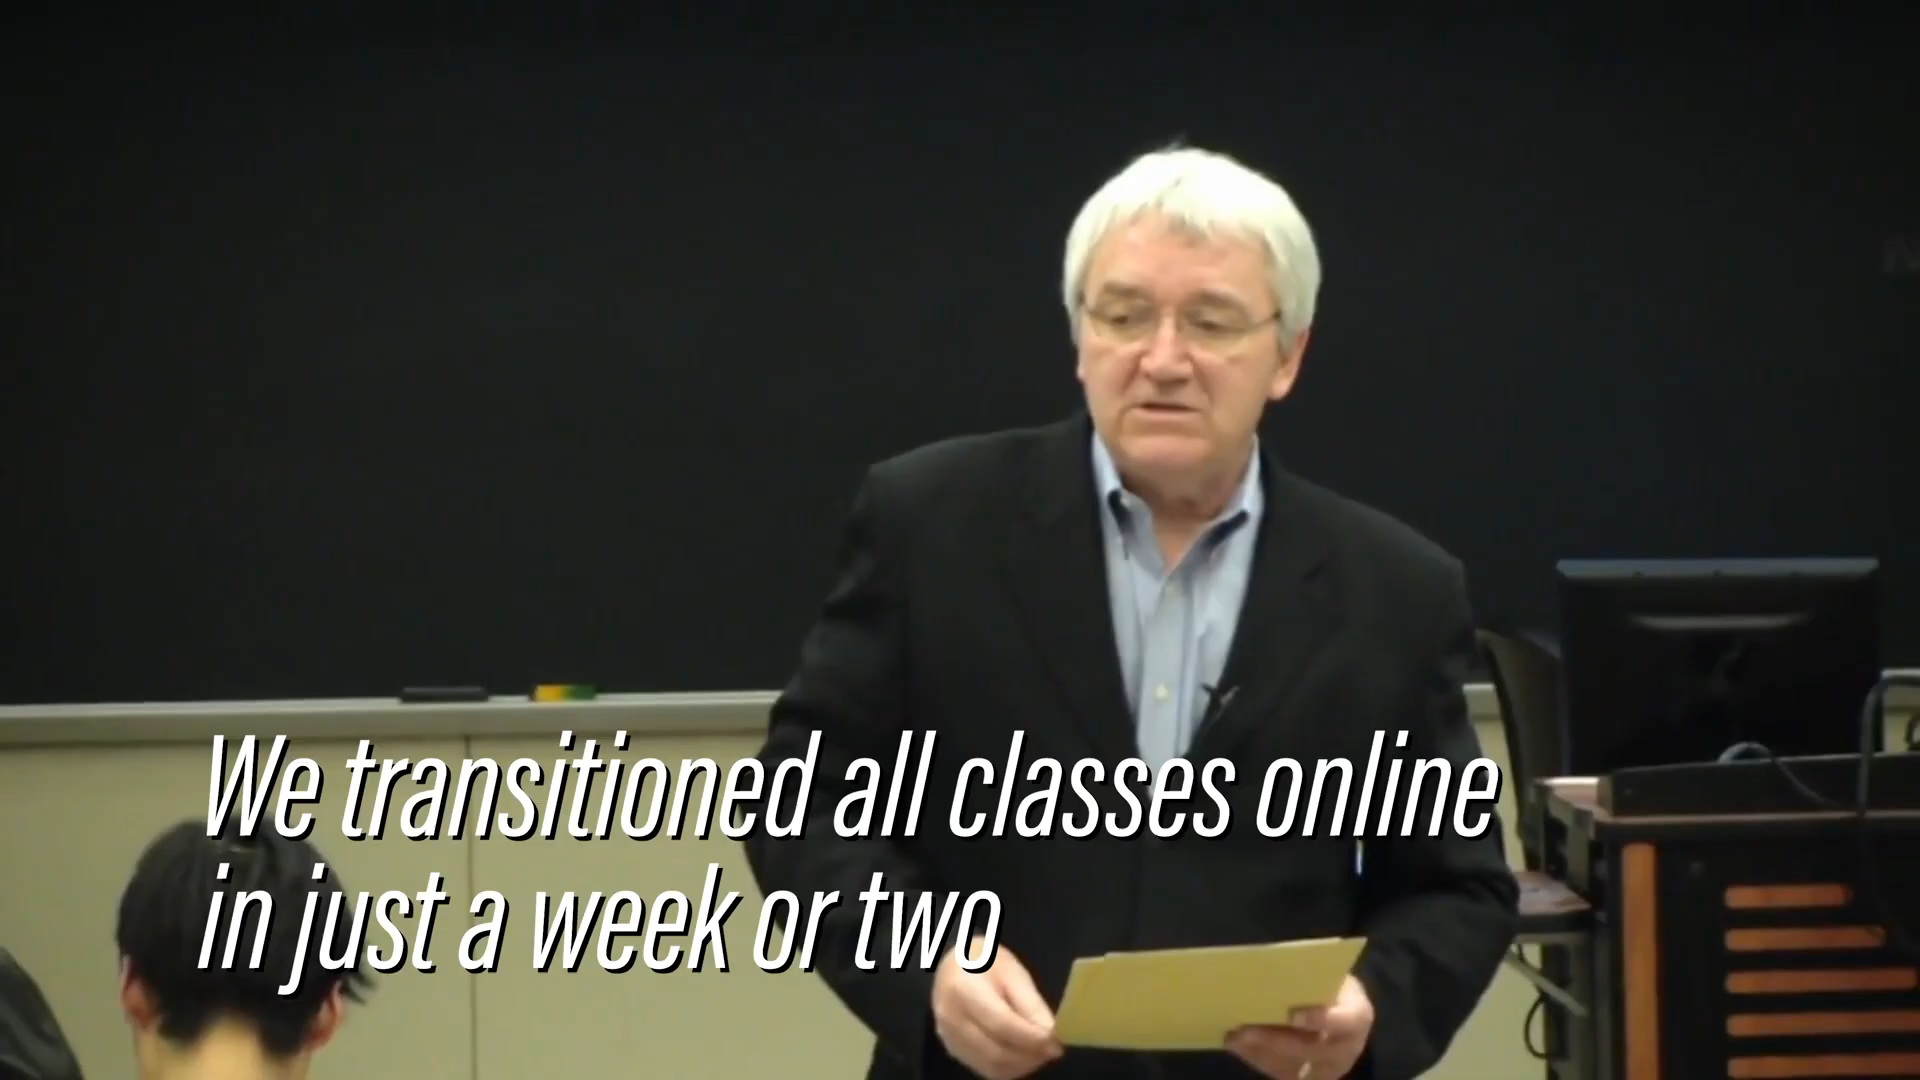 We transitioned all classes online
in just a week or two